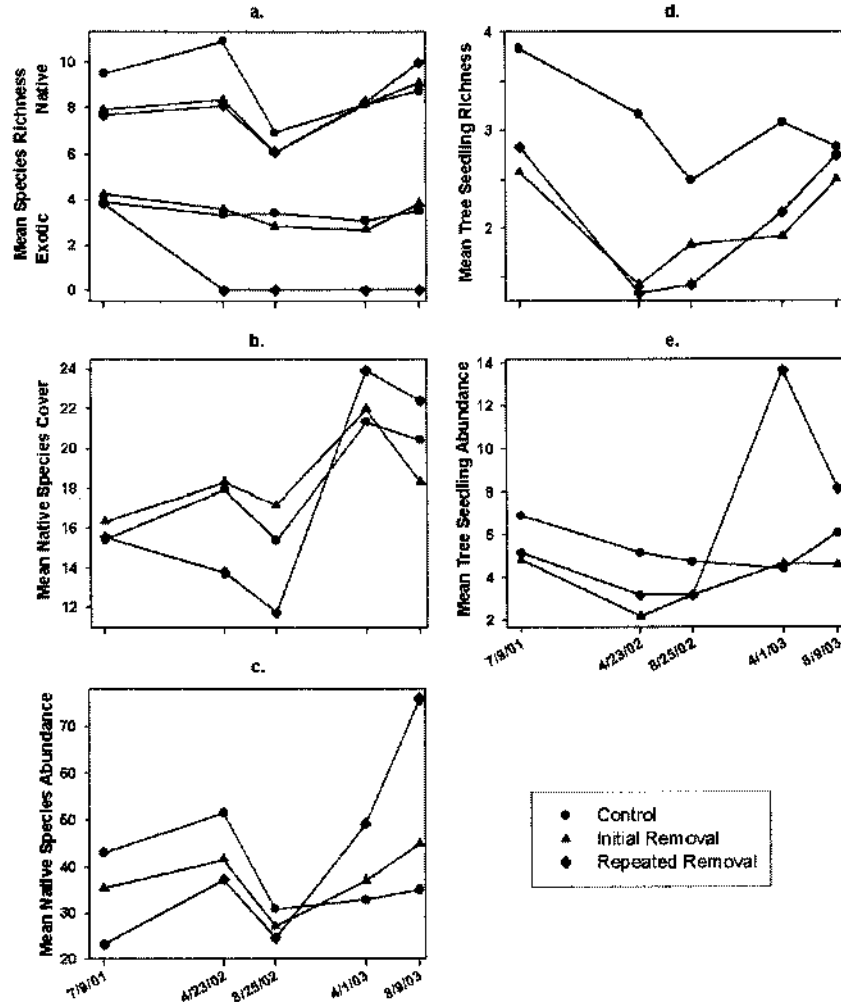 a.
Mean Species Richness
Exotic Native
10
8
6
4
2
0
b.
Mean Native Species Cover
24
22
20
18
16
14
12
c.
Mean Native Species Abundance
70
60
50
40
30
20
7/9/01
4/23/02
8/25/02
4/1/03
8/9/03
d.
Mean Tree Seedling Richness
4
3
2
e.
Mean Tree Seedling Abundance
14
12
10
8
6
4
2
7/9/01
4/23/02
8/25/02
4/1/03
8/9/03
Control
Initial Removal
Repeated Removal